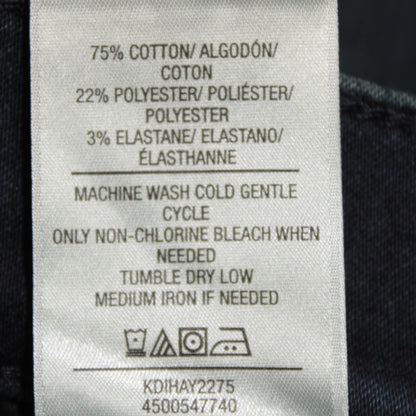 75% COTTON/ ALGODÓN/
COTON
22% POLYESTER/ POLIÉSTER/
POLYESTER
3% ELASTANE/ ELASTANO/
ÉLASTHANNE
MACHINE WASH COLD GENTLE
CYCLE
ONLY NON-CHLORINE BLEACH WHEN
NEEDED
TUMBLE DRY LOW
MEDIUM IRON IF NEEDED
KDIHAY2275
4500547740